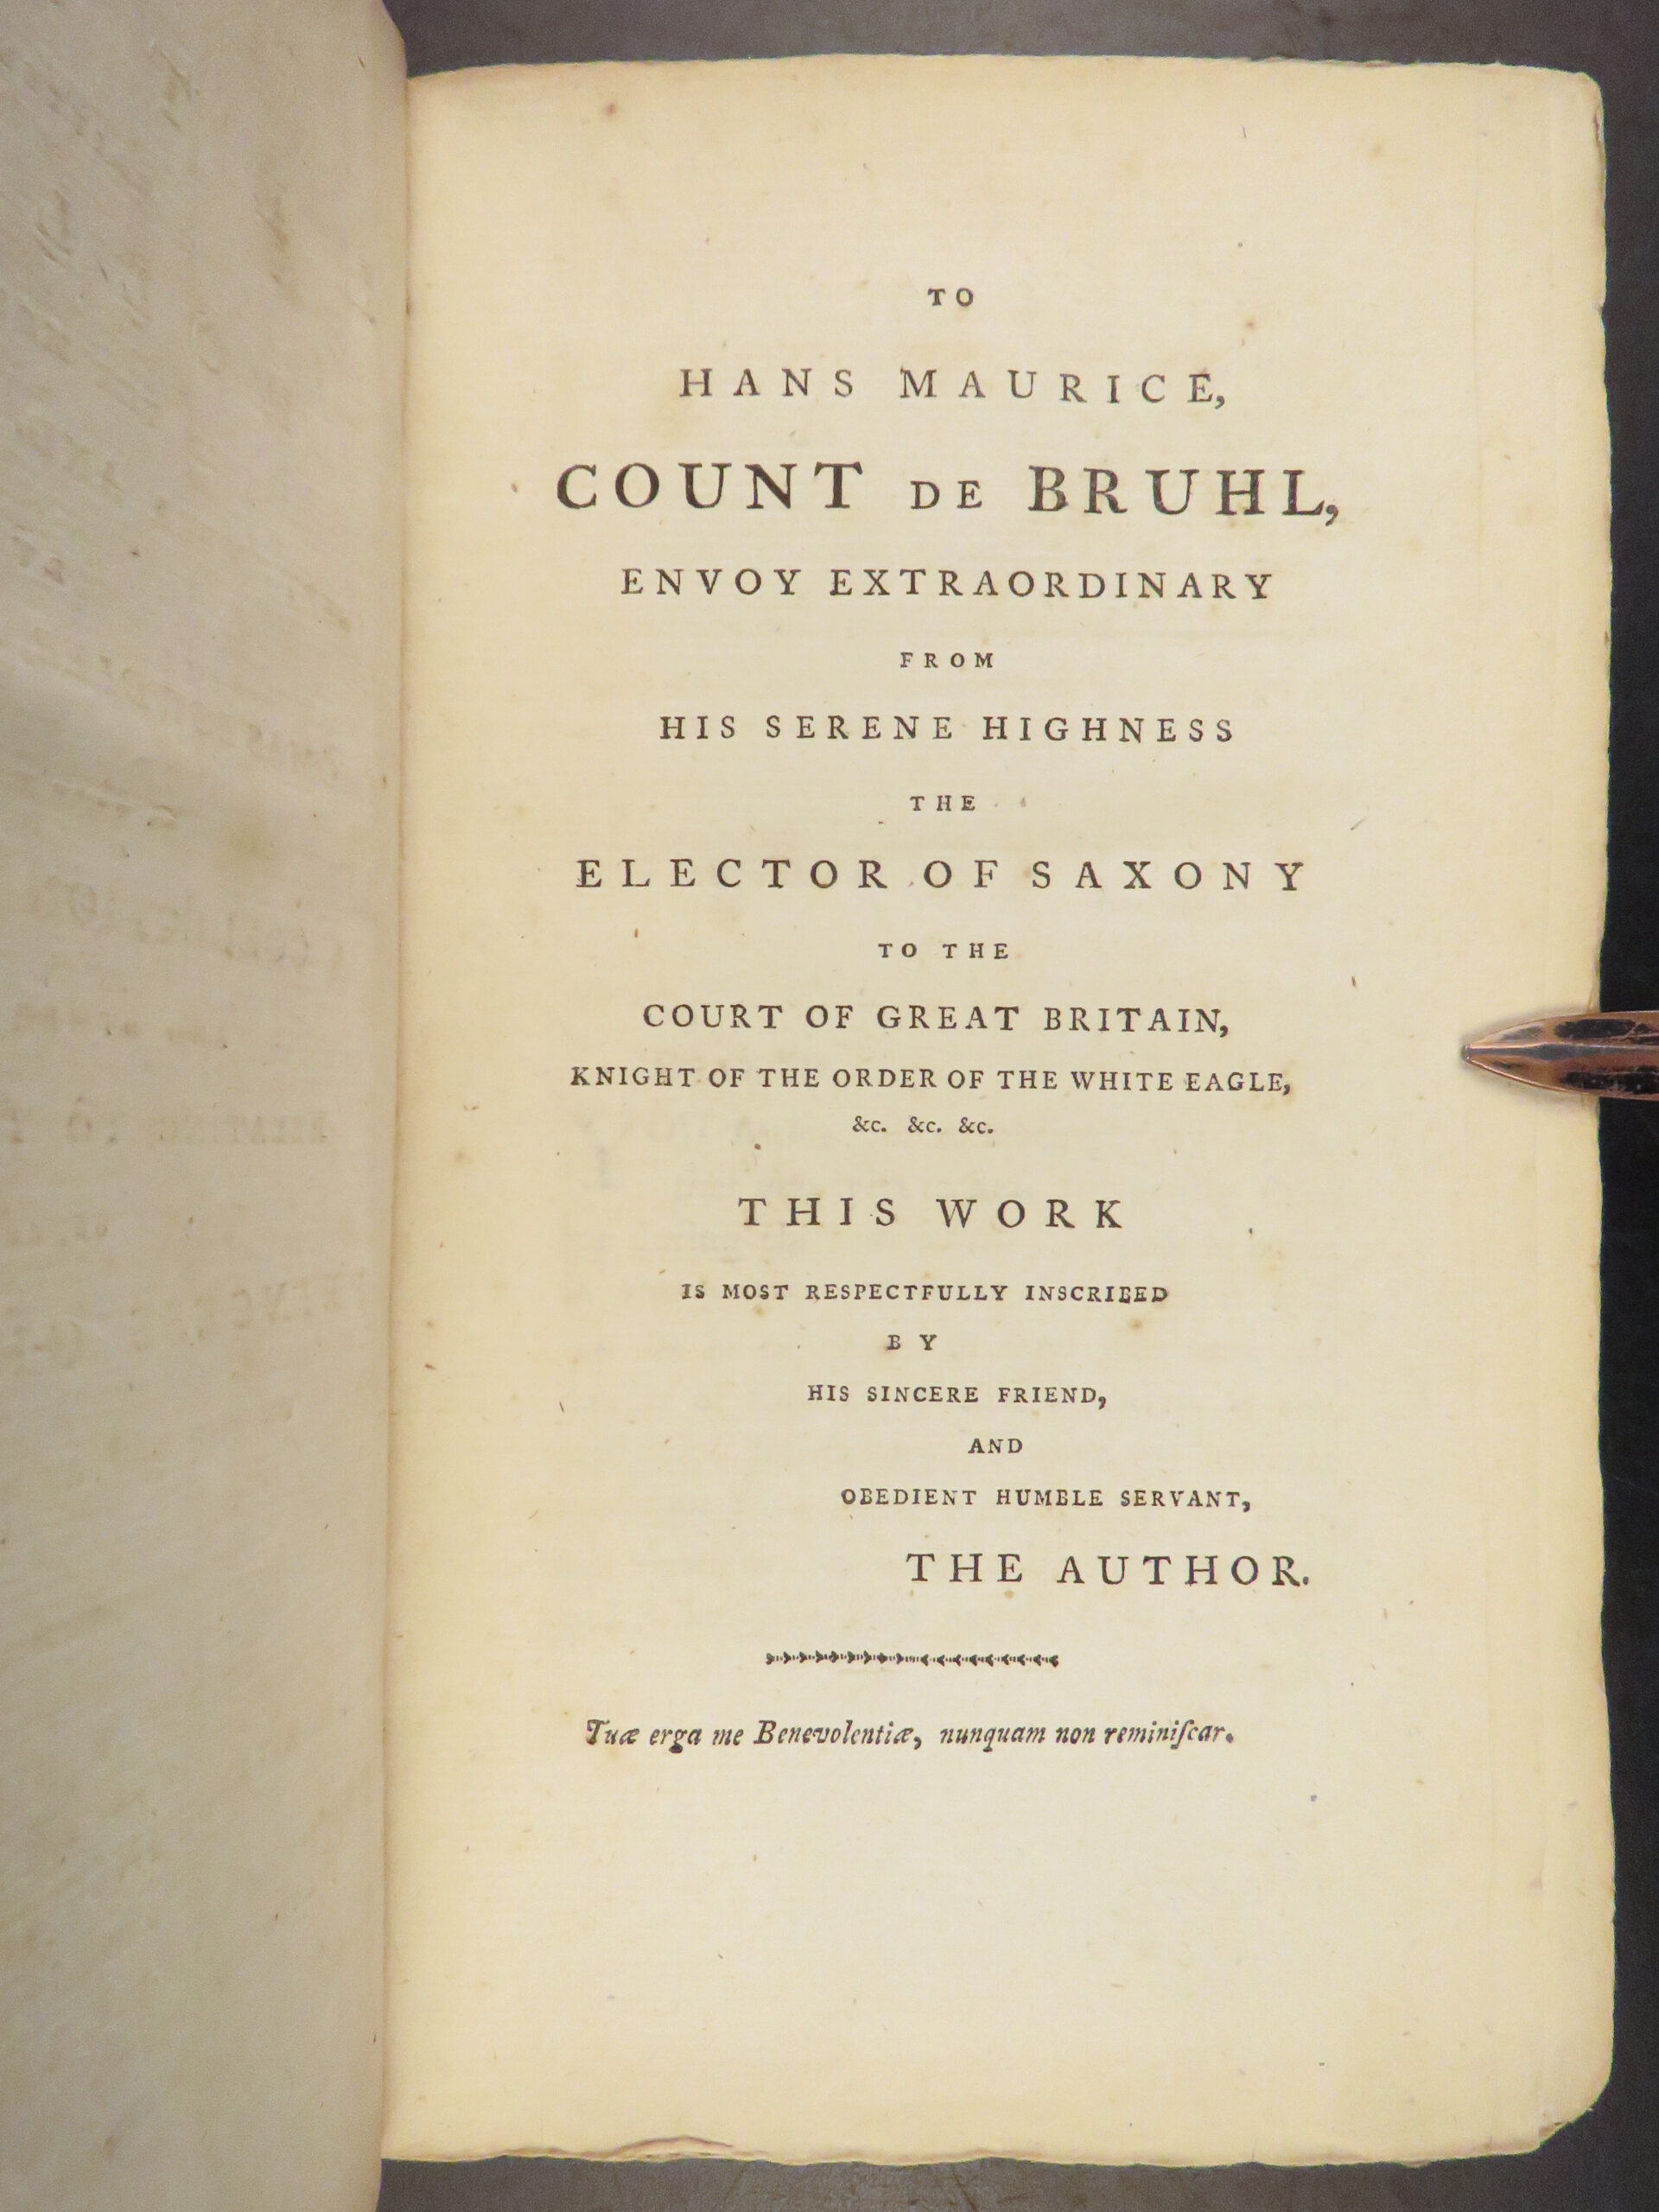 TO
HANS MAURICE,
COUNT DE BRUHL,
ENVOY EXTRAORDINARY
FROM
HIS SERENE HIGHNESS
THE
ELECTOR OF SAXONY
TO THE
COURT OF GREAT BRITAIN,
KNIGHT OF THE ORDER OF THE WHITE EAGLE,
&c. &c. &c.
THIS WORK
IS MOST RESPECTFULLY INSCRIBED
BY
HIS SINCERE FRIEND,
AND
OBEDIENT HUMBLE SERVANT,
THE AUTHOR.
Tuæ erga me Benevolentiæ, nunquam non reminiſcar.